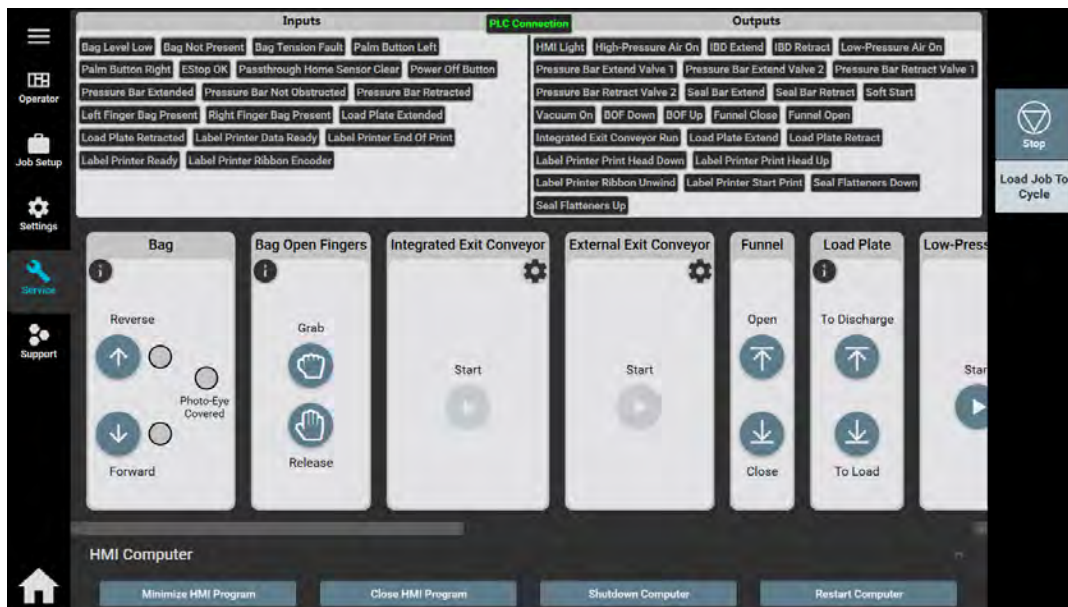 Inputs
PLC Connection
Outputs
Bag Level Low Bag Not Present Bag Tension Fault Palm Button Left
Palm Button Right EStop OK Passthrough Home Sensor Clear Power Off Button
Pressure Bar Extended Pressure Bar Not Obstructed Pressure Bar Retracted
Left Finger Bag Present Right Finger Bag Present Load Plate Extended
Load Plate Retracted Label Printer Data Ready Label Printer End Of Print
Label Printer Ready Label Printer Ribbon Encoder
HMI Light High-Pressure Air On IBD Extend IBD Retract Low-Pressure Air On
Pressure Bar Extend Valve 1 Pressure Bar Extend Valve 2 Pressure Bar Retract Valve 1
Pressure Bar Retract Valve 2 Seal Bar Extend Seal Bar Retract Soft Start
Vacuum On BOF Down BOF Up Funnel Close Funnel Open
Integrated Exit Conveyor Run Load Plate Extend Load Plate Retract
Label Printer Print Head Down Label Printer Print Head Up
Label Printer Ribbon Unwind Label Printer Start Print Seal Flatteners Down
Seal Flatteners Up
Operator
Job Setup
Settings
Service
Support
Stop
Load Job To
Cycle
Bag
Reverse
Photo-Eye
Covered
Forward
Bag Open Fingers
Grab
Release
Integrated Exit Conveyor
Start
External Exit Conveyor
Start
Funnel
Open
Close
Load Plate
To Discharge
To Load
Low-Press
Star
HMI Computer
Minimize HMI Program Close HMI Program Shutdown Computer Restart Computer